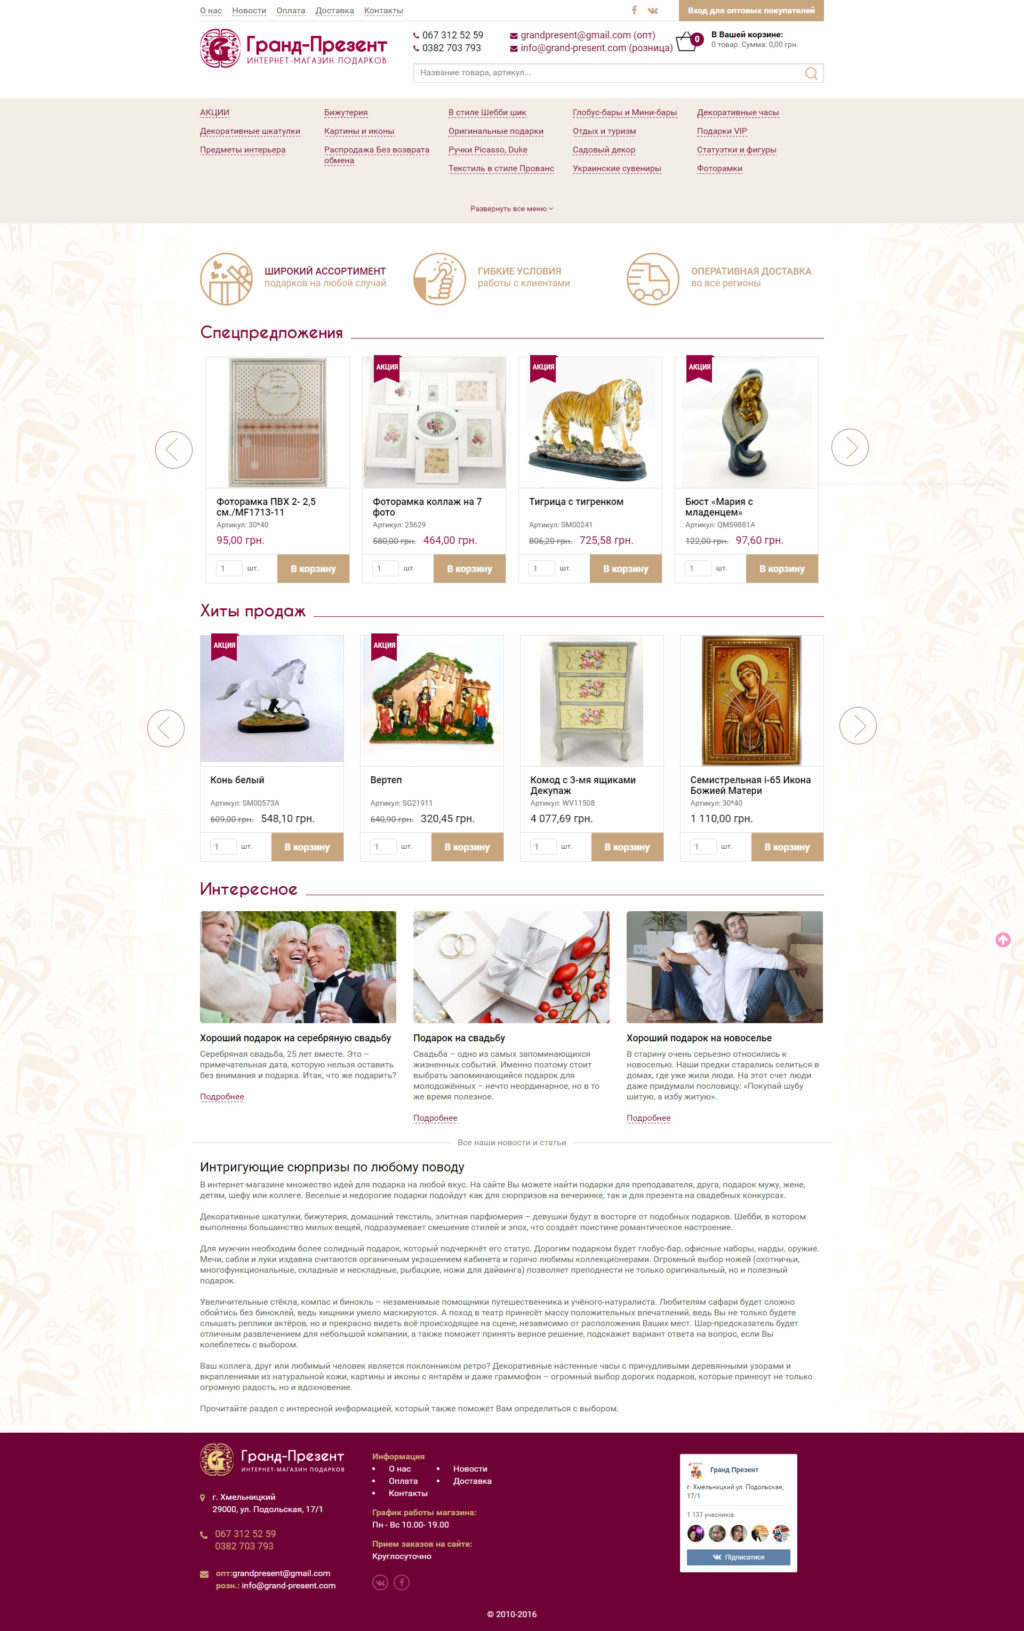 О нас Новости Оплата Доставка Контакты
Вход для оптовых покупателей
Гранд-Презент
ИНТЕРНЕТ-МАГАЗИН ПОДАРКОВ
067 312 52 59
0382 703 793
grandpresent@gmail.com (опт)
info@grand-present.com (розница)
0
В Вашей корзине:
0 товар. Сумма: 0,00 грн.
Название товара, артикул...
АКЦИИ Бижутерия В стиле Шебби шик Глобус-бары и Мини-бары Декоративные часы
Декоративные шкатулки Картины и иконы Оригинальные подарки Отдых и туризм Подарки VIP
Предметы интерьера Распродажа Без возврата обмена Ручки Picasso, Duke Садовый декор Статуэтки и фигуры
Текстиль в стиле Прованс Украинские сувениры Фоторамки
Развернуть все меню
ШИРОКИЙ АССОРТИМЕНТ
подарков на любой случай
ГИБКИЕ УСЛОВИЯ
работы с клиентами
ОПЕРАТИВНАЯ ДОСТАВКА
во все регионы
Спецпредложения
АКЦИЯ АКЦИЯ АКЦИЯ
Фоторамка ПВХ 2- 2,5
см./MF1713-11
Артикул: 30*40
95,00 грн.
1 шт. В корзину
Фоторамка коллаж на 7
фото
Артикул: 25629
580,00 грн. 464,00 грн.
1 шт. В корзину
Тигрица с тигренком
Артикул: SM00241
806,20 грн. 725,58 грн.
1 шт. В корзину
Бюст «Мария с
младенцем»
Артикул: QMS9881A
122,00 грн. 97,60 грн.
1 шт. В корзину
Хиты продаж
АКЦИЯ АКЦИЯ
Конь белый
Артикул: SM00573A
609,00 грн. 548,10 грн.
1 шт. В корзину
Вертеп
Артикул: SG21911
640,90 грн. 320,45 грн.
1 шт. В корзину
Комод с 3-мя ящиками
Декупаж
Артикул: WV11508
4 077,69 грн.
1 шт. В корзину
Семистрельная i-65 Икона
Божией Матери
Артикул: 30*40
1 110,00 грн.
1 шт. В корзину
Интересное
Хороший подарок на серебряную свадьбу
Серебряная свадьба, 25 лет вместе. Это –
примечательная дата, которую нельзя оставить
без внимания и подарка. Итак, что же подарить?
Подробнее
Подарок на свадьбу
Свадьба – одно из самых запоминающихся
жизненных событий. Именно поэтому стоит
выбрать запоминающийся подарок для
молодожённых – нечто неординарное, но в то
же время полезное.
Подробнее
Хороший подарок на новоселье
В старину очень серьезно относились к
новоселью. Наши предки старались селиться в
домах, где уже жили люди. На этот счет люди
даже придумали пословицу: «Покупай шубу
шитую, а избу житую».
Подробнее
Все наши новости и статьи
Интригующие сюрпризы по любому поводу
В интернет-магазине множество идей для подарка на любой вкус. На сайте Вы можете найти подарки для преподавателя, друга, подарок мужу, жене,
детям, шефу или коллеге. Веселые и недорогие подарки подойдут как для сюрпризов на вечеринке, так и для презента на свадебных конкурсах.
Декоративные шкатулки, бижутерия, домашний текстиль, элитная парфюмерия – девушки будут в восторге от подобных подарков. Шебби, в котором
выполнены большинство милых вещей, подразумевает смешение стилей и эпох, что создаёт поистине романтическое настроение.
Для мужчин необходим более солидный подарок, который подчеркнёт его статус. Дорогим подарком будет глобус-бар, офисные наборы, нарды, оружие.
Мечи, сабли и луки издавна считаются органичным украшением кабинета и горячо любимы коллекционерами. Огромный выбор ножей (охотничьи,
многофункциональные, складные и нескладные, рыбацкие, ножи для дайвинга) позволяет преподнести не только оригинальный, но и полезный
подарок.
Увеличительные стёкла, компас и бинокль – незаменимые помощники путешественника и учёного-натуралиста. Любителям сафари будет сложно
обойтись без биноклей, ведь хищники умело маскируются. А поход в театр принесёт массу положительных впечатлений, ведь Вы не только будете
слышать реплики актёров, но и прекрасно видеть всё происходящее на сцене, независимо от расположения Ваших мест. Шар-предсказатель будет
отличным развлечением для небольшой компании, а также поможет принять верное решение, подскажет вариант ответа на вопрос, если Вы
колеблетесь с выбором.
Ваш коллега, друг или любимый человек является поклонником ретро? Декоративные настенные часы с причудливыми деревянными узорами и
вкраплениями из натуральной кожи, картины и иконы с янтарём и даже граммофон – огромный выбор дорогих подарков, которые принесут не только
огромную радость, но и вдохновение.
Прочитайте раздел с интересной информацией, который также поможет Вам определиться с выбором.
Гранд-Презент
ИНТЕРНЕТ-МАГАЗИН ПОДАРКОВ
г. Хмельницкий
29000, ул. Подольская, 17/1
067 312 52 59
0382 703 793
опт:grandpresent@gmail.com
розн.: info@grand-present.com
Информация
О нас Новости
Оплата Доставка
Контакты
График работы магазина:
Пн - Вс 10.00- 19.00
Прием заказов на сайте:
Круглосуточно
Гранд Презент
г. Хмельницкий ул. Подольская,
17/1
1 137 учасників
Підписатися
© 2010-2016